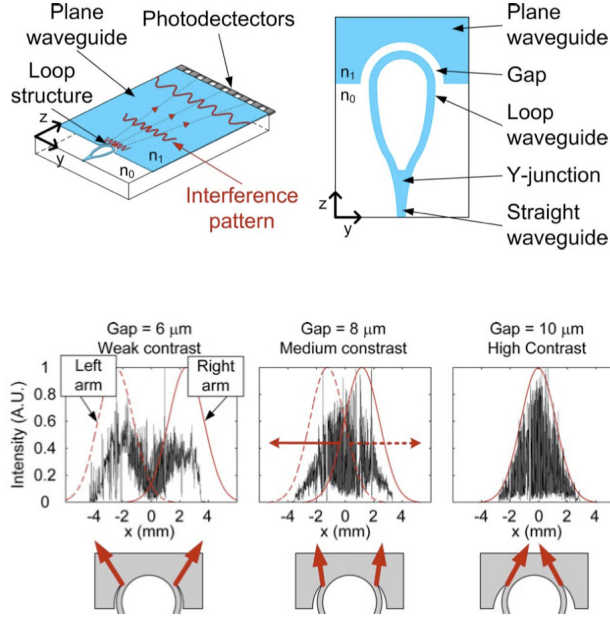 Plane
waveguide
Photodectectors
Loop
structure
z
y
n0
n1
Interference
pattern
n1
n0
z
y
Plane
waveguide
Gap
Loop
waveguide
Y-junction
Straight
waveguide
Gap = 6 μm
Weak contrast
Left
arm
Right
arm
Intensity (A.U.)
1
0.8
0.6
0.4
0.2
0
-4 -2 0 2 4
x (mm)
Gap = 8 μm
Medium constrast
-4 -2 0 2 4
x (mm)
Gap = 10 μm
High Contrast
-4 -2 0 2 4
x (mm)